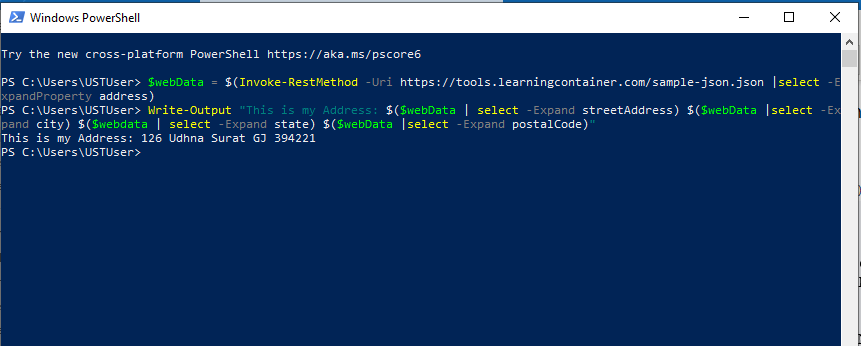 Windows PowerShell
Try the new cross-platform PowerShell https://aka.ms/pscore6
PS C:\Users\USTUser> $webData = $(Invoke-RestMethod -Uri https://tools.learningcontainer.com/sample-json.json |select -E
xpandProperty address)
PS C:\Users\USTUser> Write-Output "This is my Address: $($webData | select -Expand streetAddress) $($webData |select -Ex
pand city) $($webdata | select -Expand state) $($webData |select -Expand postalCode)"
This is my Address: 126 Udhna Surat GJ 394221
PS C:\Users\USTUser>